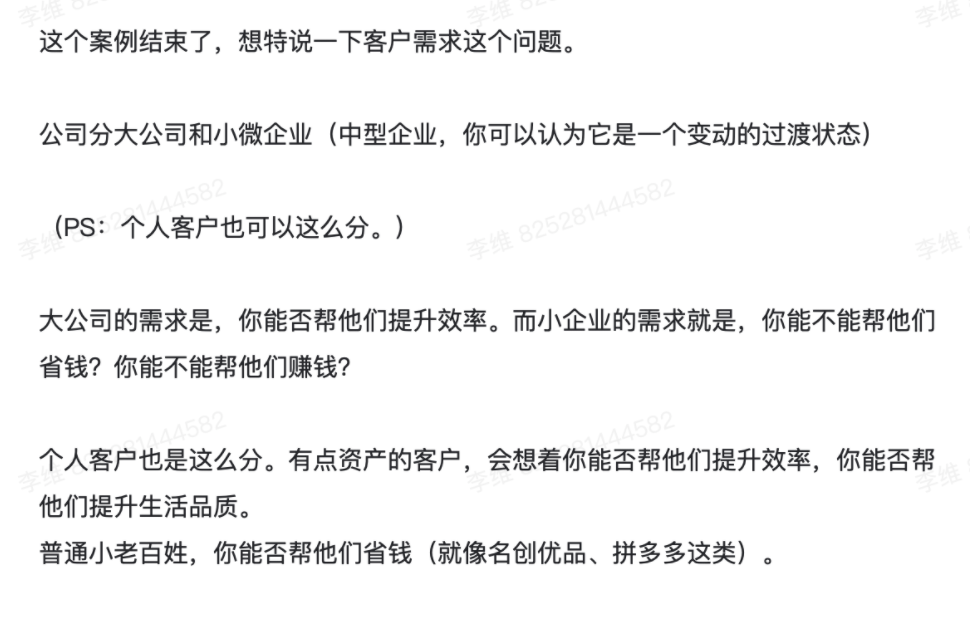 这个案例结束了，想特说一下客户需求这个问题。
公司分大公司和小微企业（中型企业，你可以认为它是一个变动的过渡状态）
（PS：个人客户也可以这么分。）
大公司的需求是，你能否帮他们提升效率。而小企业的需求就是，你能不能帮他们
省钱？你能不能帮他们赚钱？
个人客户也是这么分。有点资产的客户，会想着你能否帮他们提升效率，你能否帮
他们提升生活品质。
普通小老百姓，你能否帮他们省钱（就像名创优品、拼多多这类）。
李维 825281444582